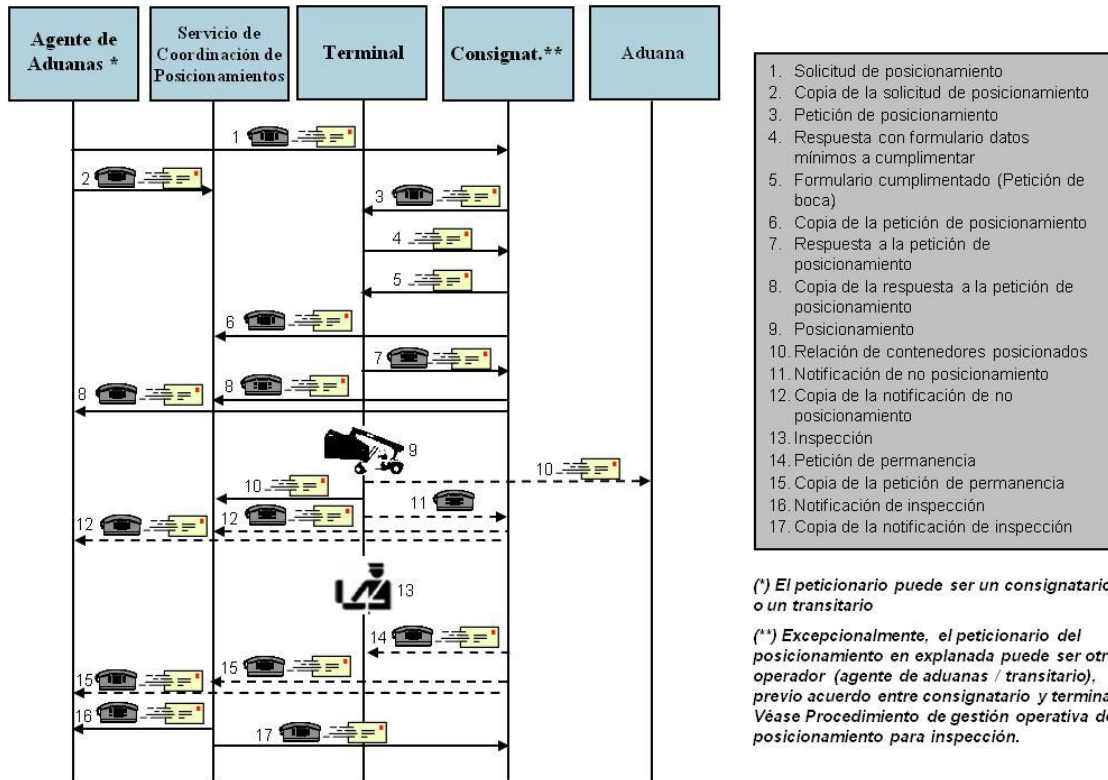 Agente de
Aduanas *
Servicio de
Coordinación de
Posicionamientos
Terminal
Consignat.**
Aduana
1
2
3
4
5
6
7
8
8
9
10
10
11
12
12
13
14
15
15
16
17
1. Solicitud de posicionamiento
2. Copia de la solicitud de posicionamiento
3. Petición de posicionamiento
4. Respuesta con formulario datos
mínimos a cumplimentar
5. Formulario cumplimentado (Petición de
boca)
6. Copia de la petición de posicionamiento
7. Respuesta a la petición de
posicionamiento
8. Copia de la respuesta a la petición de
posicionamiento
9. Posicionamiento
10. Relación de contenedores posicionados
11. Notificación de no posicionamiento
12. Copia de la notificación de no
posicionamiento
13. Inspección
14. Petición de permanencia
15. Copia de la petición de permanencia
16. Notificación de inspección
17. Copia de la notificación de inspección
(*) El peticionario puede ser un consignatario
o un transitario
(**) Excepcionalmente, el peticionario del
posicionamiento en explanada puede ser otr
operador (agente de aduanas / transitario),
previo acuerdo entre consignatario y termina
Véase Procedimiento de gestión operativa de
posicionamiento para inspección.